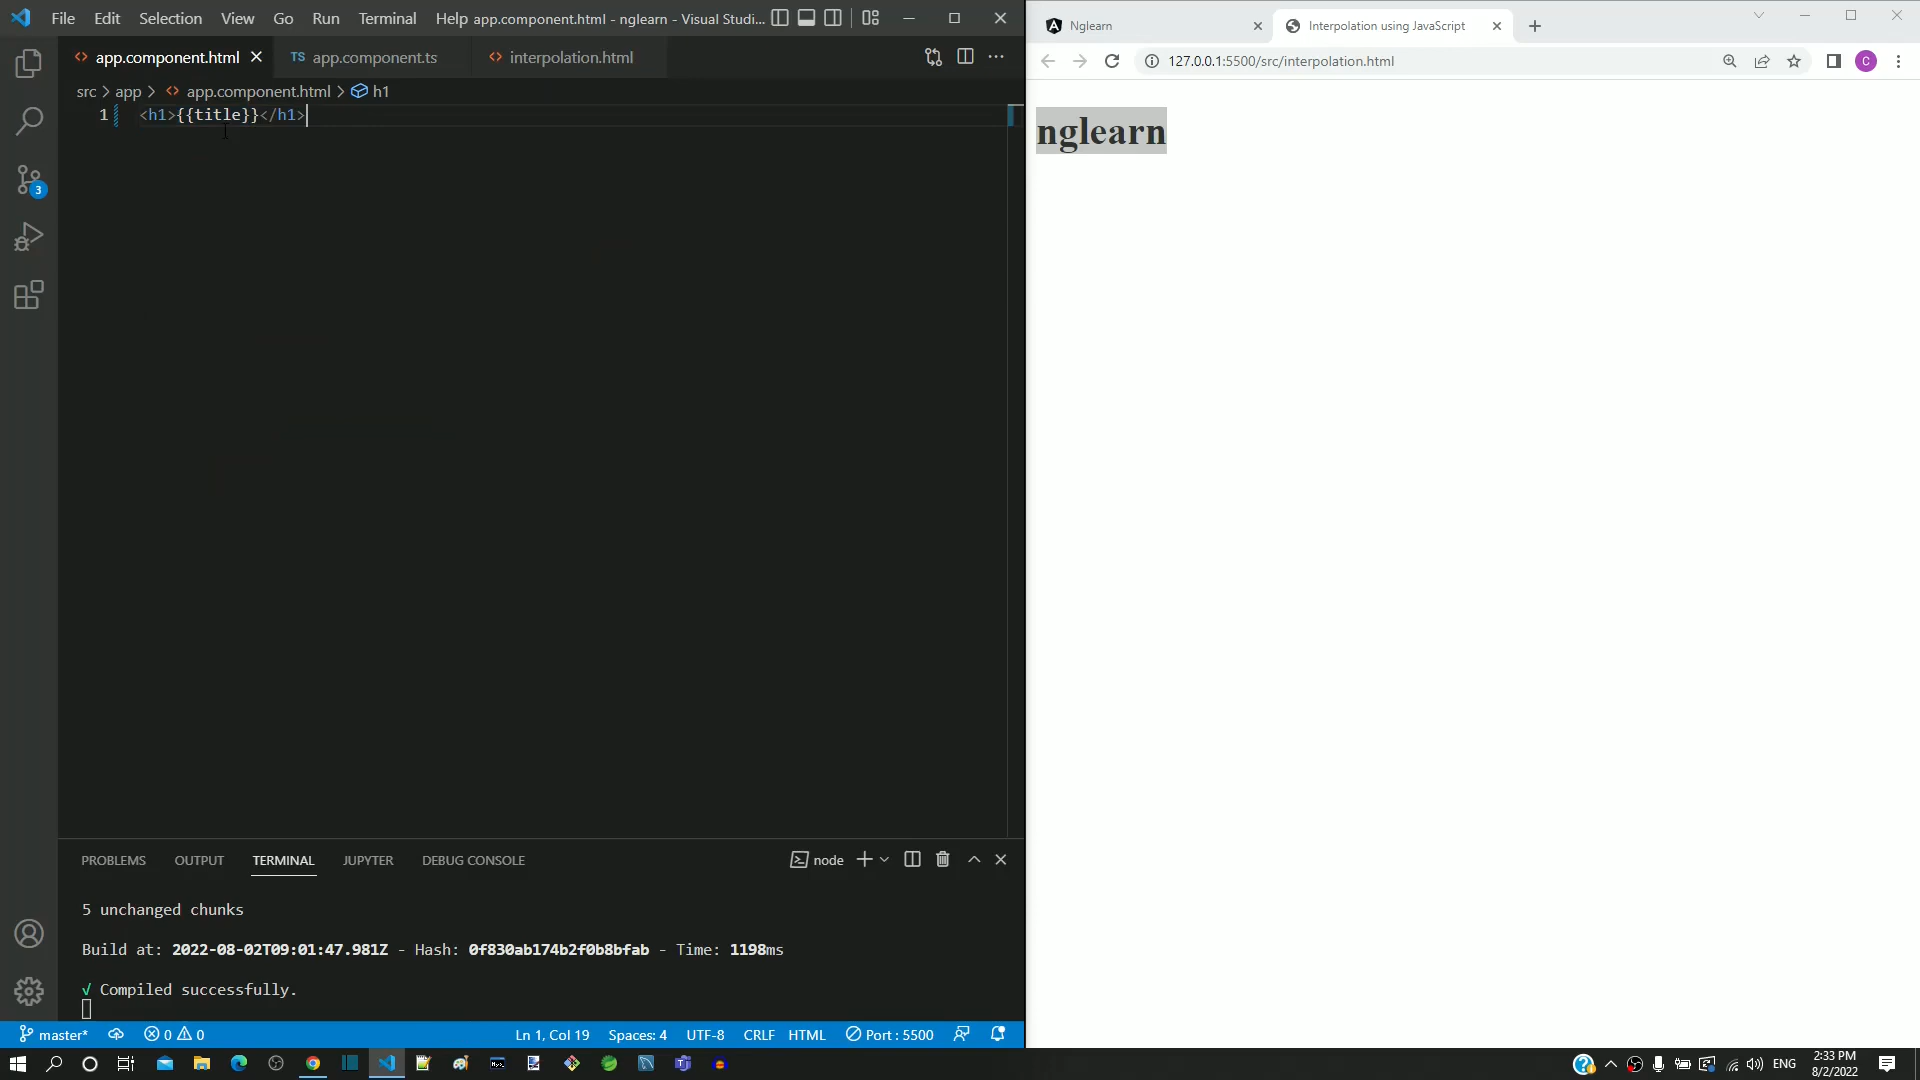 File Edit Selection View Go Run Terminal Help app.component.html - nglearn - Visual Studi...
app.component.html
TS app.component.ts
interpolation.html
src > app > app.component.html > h1
1 <h1>{{title}}</h1>
3
PROBLEMS OUTPUT TERMINAL JUPYTER DEBUG CONSOLE
node
5 unchanged chunks
Build at: 2022-08-02T09:01:47.981Z - Hash: 0f830ab174b2f0b8bfab - Time: 1198ms
√ Compiled successfully.
master* 0 0 Ln 1, Col 19 Spaces: 4 UTF-8 CRLF HTML Port : 5500
Nglearn
Interpolation using JavaScript
127.0.0.1:5500/src/interpolation.html
C
nglearn
ENG
2:33 PM
8/2/2022